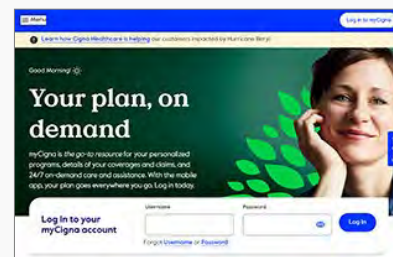 Menu
Log in to myCigna
Learn how Cigna Healthcare is helping our customers impacted by Hurricane Beryl
Good Morning!
Your plan, on
demand
myCigna is the go-to resource for your personalized
programs, details of your coverages and claims, and
24/7 on-demand care and assistance. With the mobile
app, your plan goes everywhere you go. Log in today.
Log in to your
myCigna account
Username
Password
Log in
Forgot Username or Password